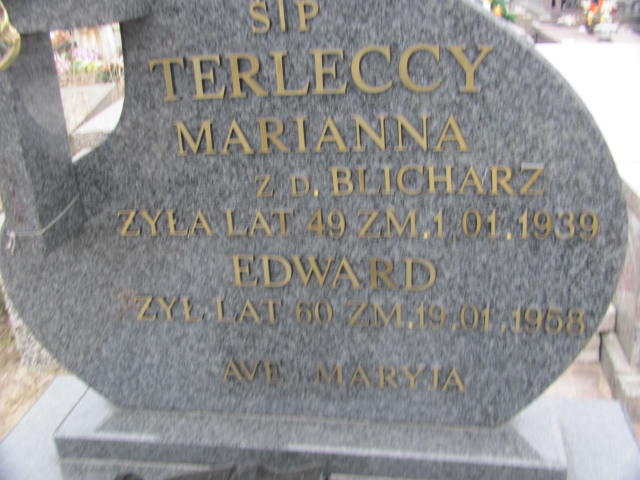 Ś P
TERLECCY
MARIANNA
Z D. BLICHARZ
ŻYŁA LAT 49 ZM. 1.01.1939
EDWARD
ŻYŁ LAT 60 ZM. 19.01.1958
AVE MARYJA